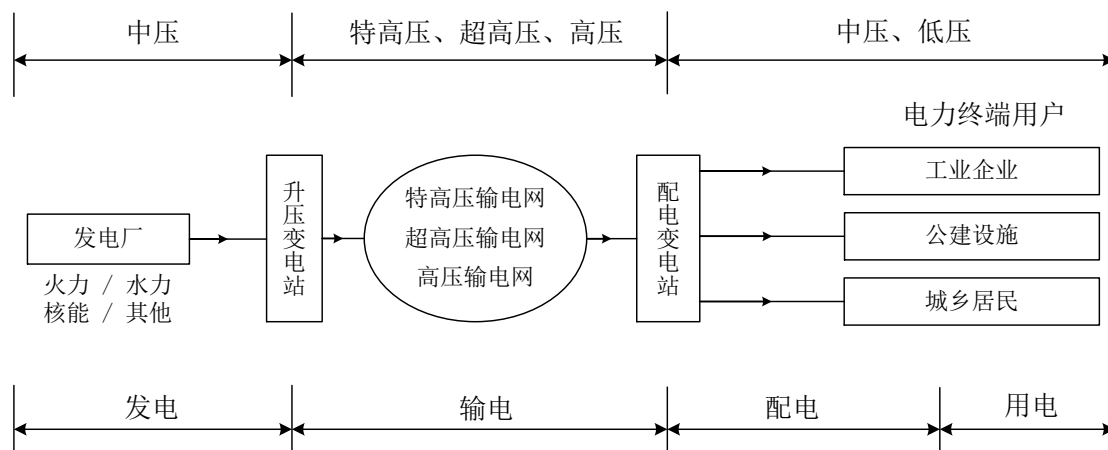 中压
特高压、超高压、高压
中压、低压
电力终端用户
发电厂
火力 / 水力
核能 / 其他
升压变电站
特高压输电网
超高压输电网
高压输电网
配电变电站
工业企业
公建设施
城乡居民
发电
输电
配电
用电